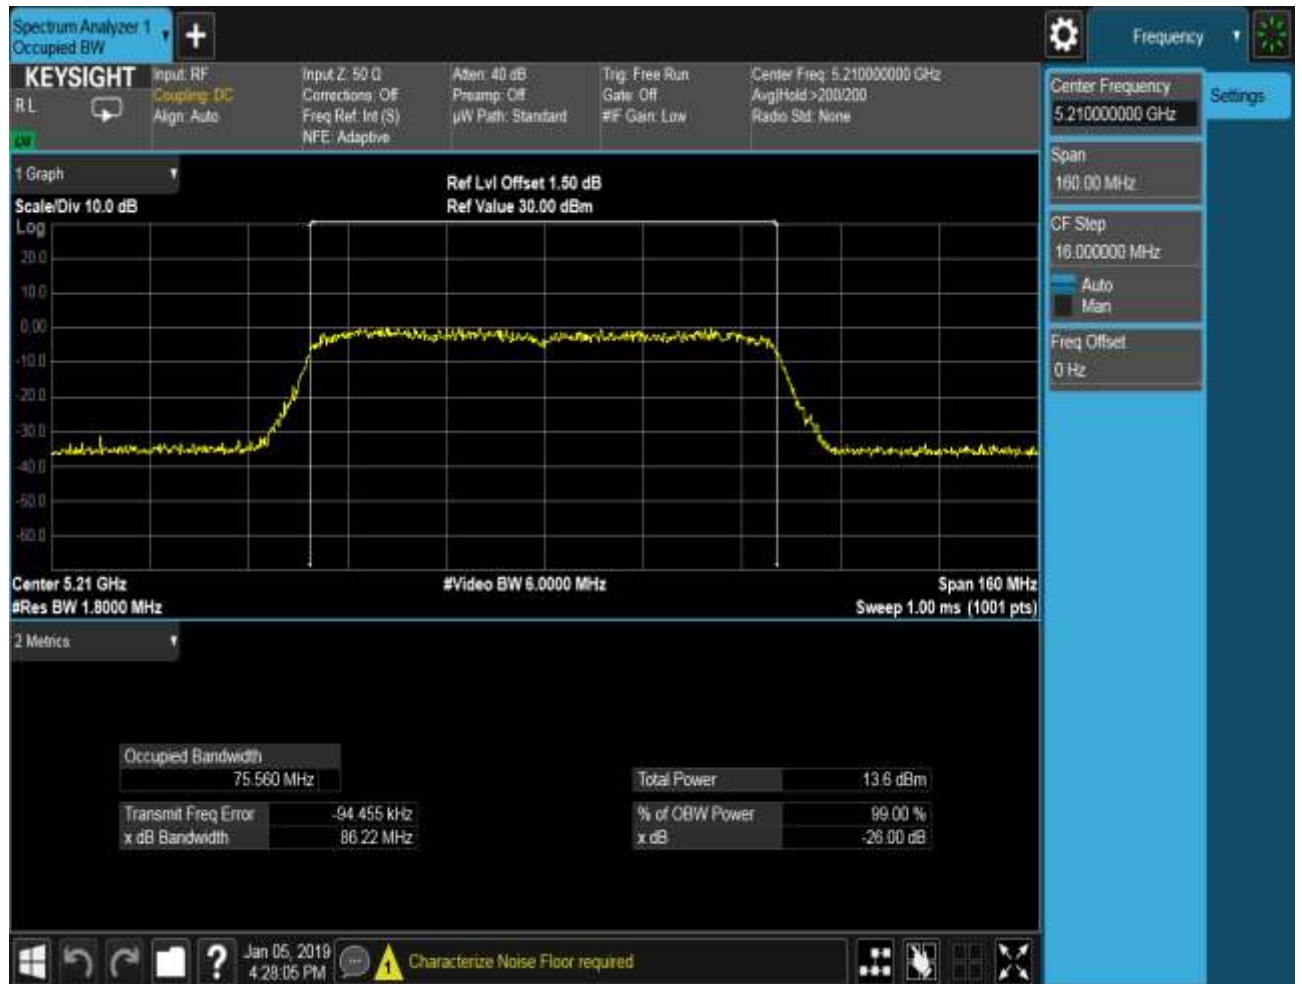 Spectrum Analyzer 1
Occupied BW
Frequency
KEYSIGHT
RL
Input: RF
Coupling: DC
Align: Auto
Input Z: 50 Ω
Corrections: Off
Freq Ref: Int (S)
NFE: Adaptive
Atten: 40 dB
Preamp: Off
µW Path: Standard
Trig: Free Run
Gate: Off
#IF Gain: Low
Center Freq: 5.210000000 GHz
Avg|Hold:>200/200
Radio Std: None
Center Frequency
5.210000000 GHz
Settings
Span
160.00 MHz
CF Step
16.000000 MHz
Auto
Man
Freq Offset
0 Hz
1 Graph
Scale/Div 10.0 dB
Ref Lvl Offset 1.50 dB
Ref Value 30.00 dBm
Log
20.0
10.0
0.00
-10.0
-20.0
-30.0
-40.0
-50.0
-60.0
Center 5.21 GHz
#Video BW 6.0000 MHz
Span 160 MHz
#Res BW 1.8000 MHz
Sweep 1.00 ms (1001 pts)
2 Metrics
Occupied Bandwidth
75.560 MHz
Total Power 13.6 dBm
Transmit Freq Error -94.455 kHz
% of OBW Power 99.00 %
x dB Bandwidth 86.22 MHz
x dB -26.00 dB
Jan 05, 2019
4:28:05 PM
1
Characterize Noise Floor required